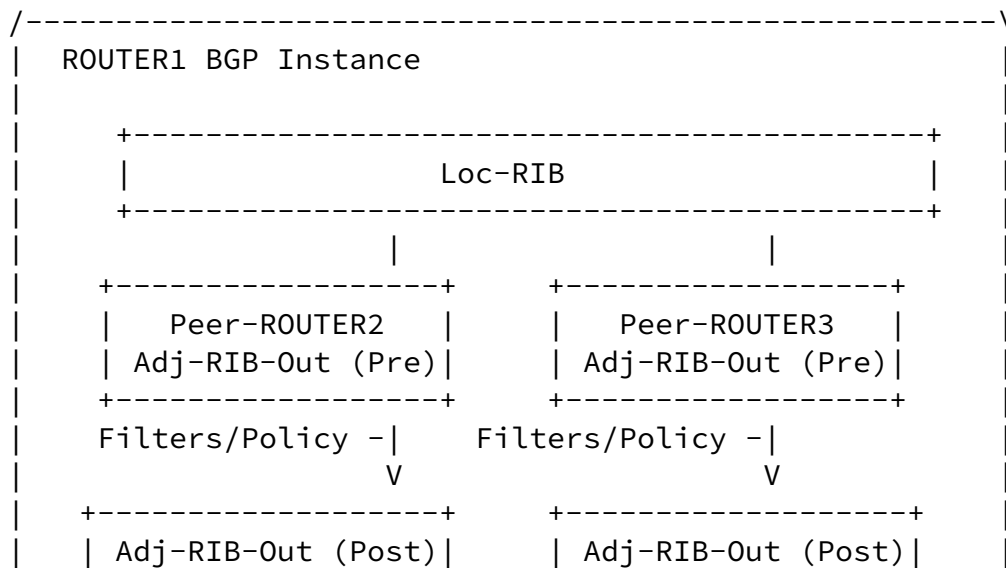 /------------------------------------------------------\
|  ROUTER1 BGP Instance                                |
|                                                      |
|     +--------------------------------------------+   |
|     |                 Loc-RIB                    |   |
|     +--------------------------------------------+   |
|                    |                    |            |
|    +------------------+     +------------------+     |
|    |   Peer-ROUTER2   |     |   Peer-ROUTER3   |     |
|    | Adj-RIB-Out (Pre)|     | Adj-RIB-Out (Pre)|     |
|    +------------------+     +------------------+     |
|    Filters/Policy -|    Filters/Policy -|            |
|                    V                    V            |
|   +-------------------+     +-------------------+    |
|   | Adj-RIB-Out (Post)|     | Adj-RIB-Out (Post)|    |